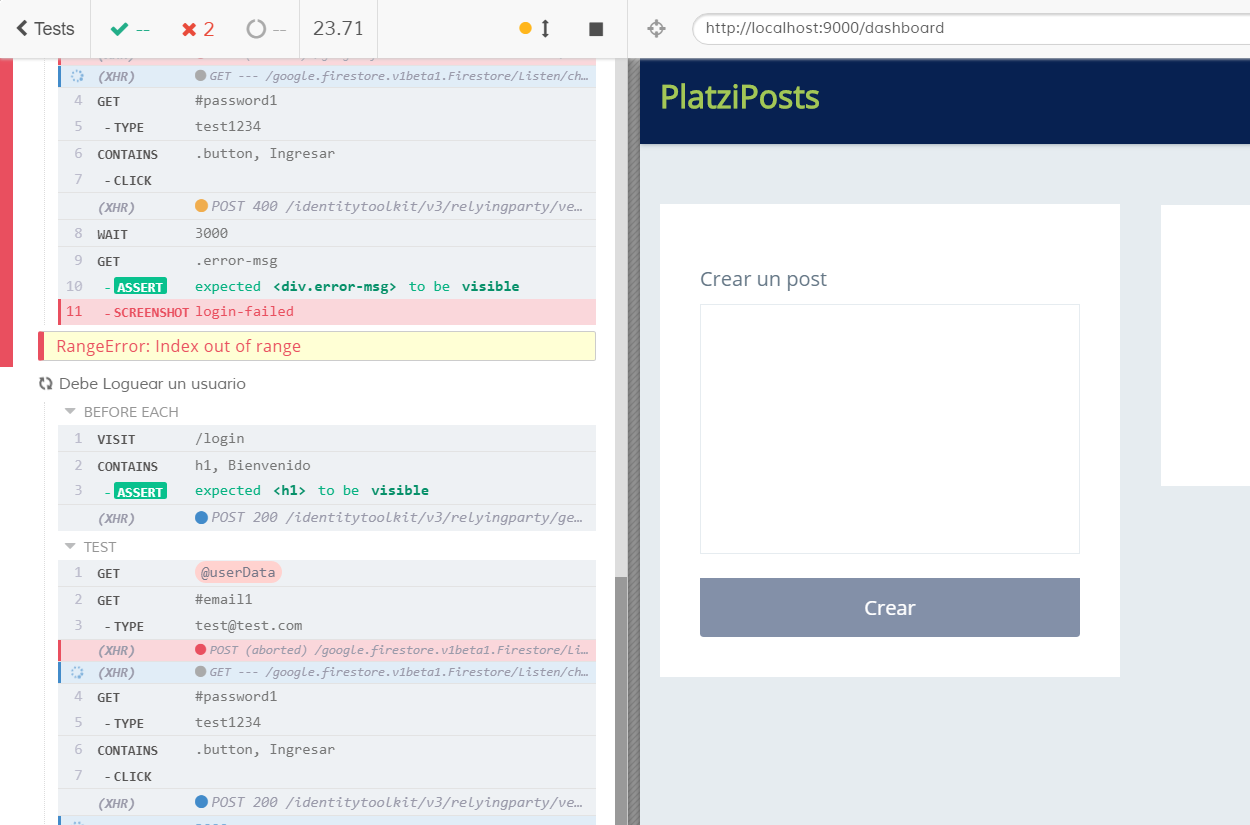 Tests -- 2 -- 23.71
http://localhost:9000/dashboard
(XHR) GET --- /google.firestore.v1beta1.Firestore/Listen/ch…
4 GET #password1
5 - TYPE test1234
6 CONTAINS .button, Ingresar
7 - CLICK
(XHR) POST 400 /identitytoolkit/v3/relyingparty/ve…
8 WAIT 3000
9 GET .error-msg
10 - ASSERT expected <div.error-msg> to be visible
11 - SCREENSHOT login-failed
RangeError: Index out of range
Debe Loguear un usuario
BEFORE EACH
1 VISIT /login
2 CONTAINS h1, Bienvenido
3 - ASSERT expected <h1> to be visible
(XHR) POST 200 /identitytoolkit/v3/relyingparty/ge…
TEST
1 GET @userData
2 GET #email1
3 - TYPE test@test.com
(XHR) POST (aborted) /google.firestore.v1beta1.Firestore/Li…
(XHR) GET --- /google.firestore.v1beta1.Firestore/Listen/ch…
4 GET #password1
5 - TYPE test1234
6 CONTAINS .button, Ingresar
7 - CLICK
(XHR) POST 200 /identitytoolkit/v3/relyingparty/ve…
PlatziPosts
Crear un post
Crear